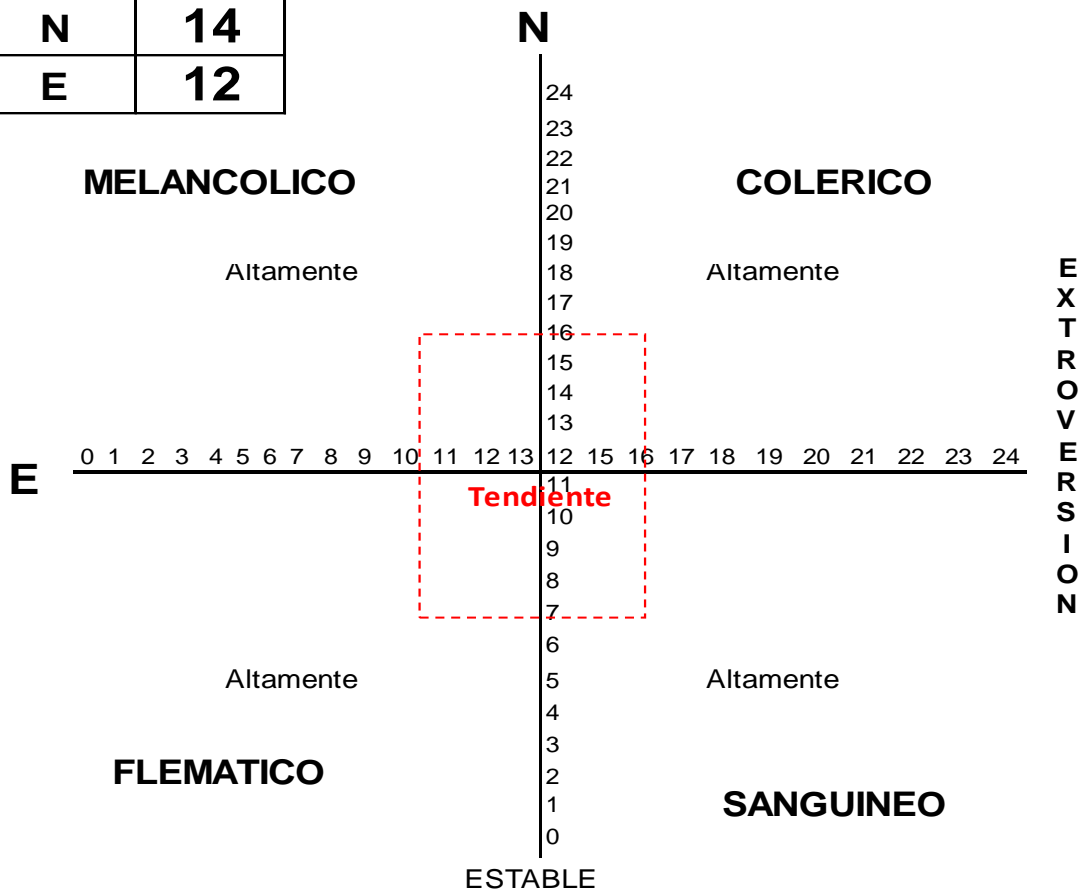 N 14
E 12
N
24
23
22
MELANCOLICO COLERICO
21
20
19
Altamente 18 Altamente
17
16
15
14
13
E 0 1 2 3 4 5 6 7 8 9 10 11 12 13 12 15 16 17 18 19 20 21 22 23 24
11
Tendiente
10
9
8
7
6
Altamente 5 Altamente
4
3
FLEMATICO 2
1 SANGUINEO
0
ESTABLE
E
X
T
R
O
V
E
R
S
I
O
N